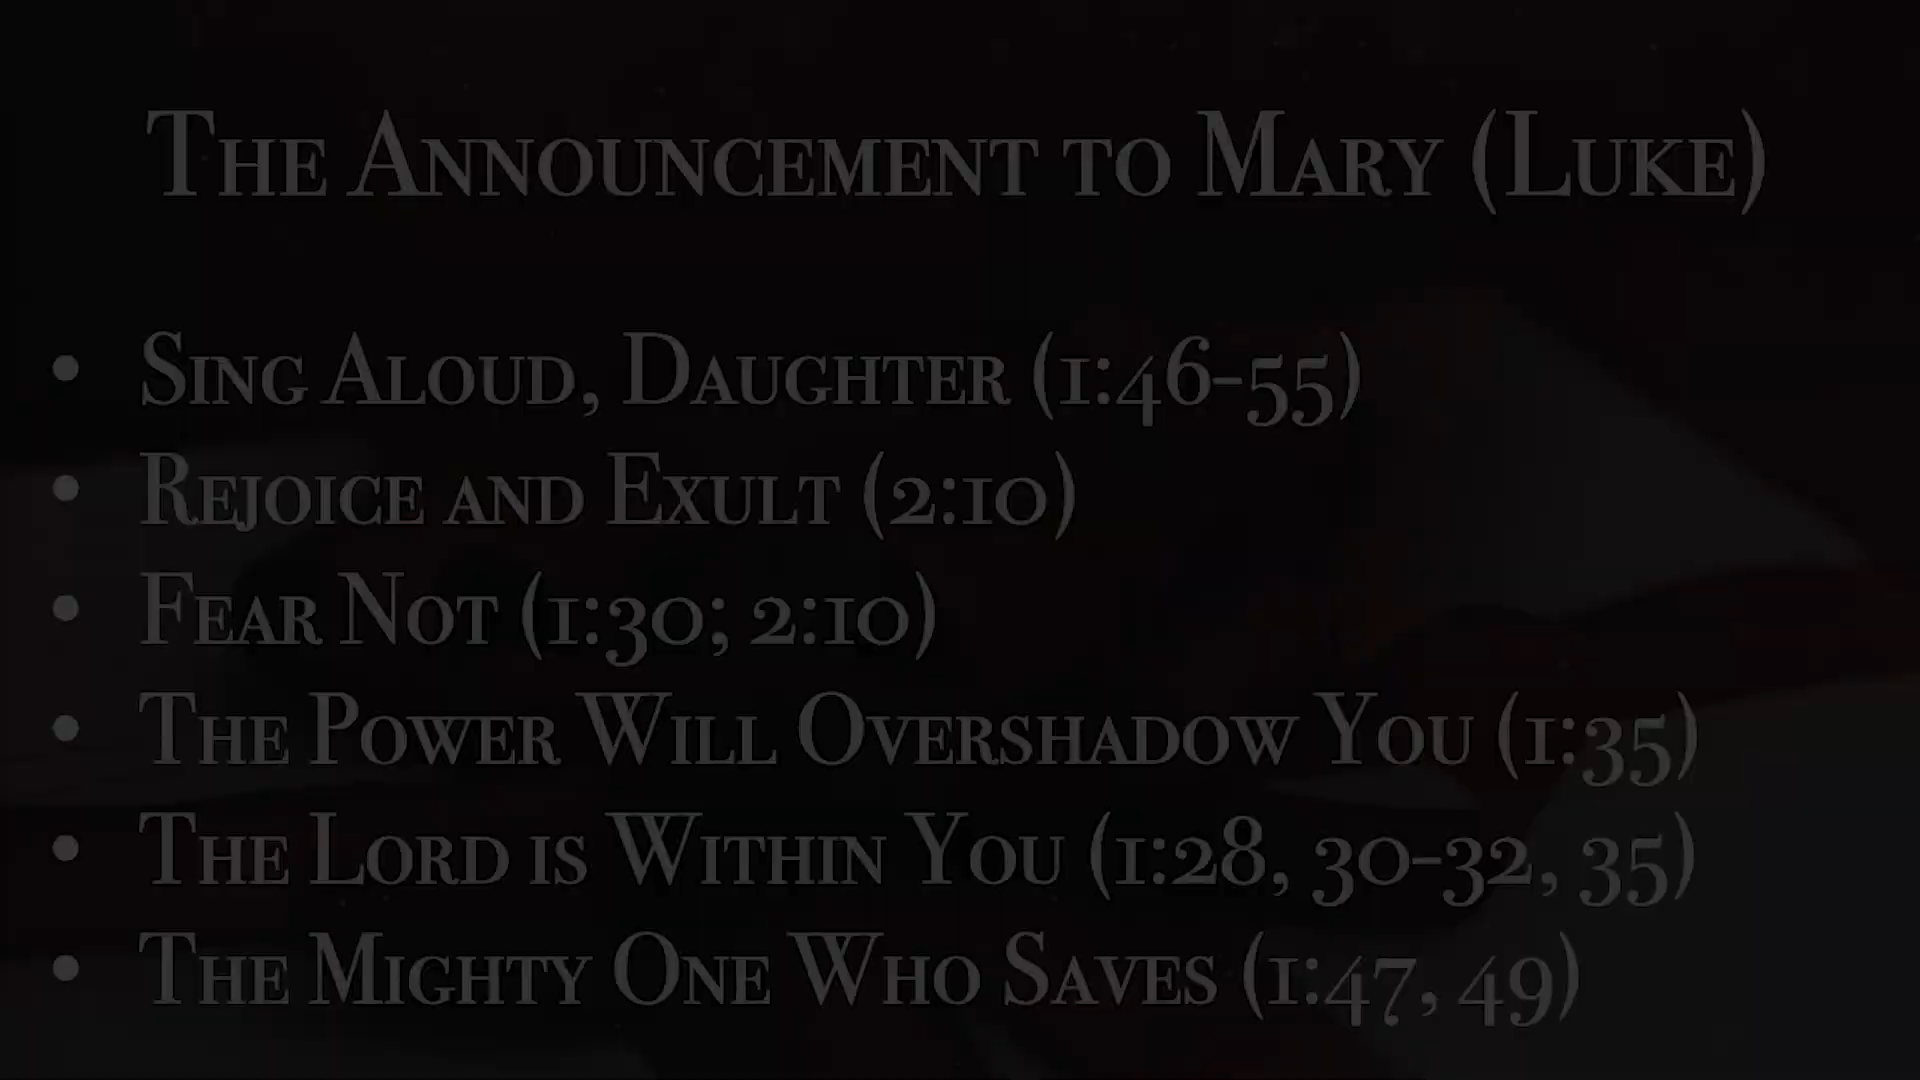 The Announcement to Mary (Luke)
• Sing Aloud, Daughter (1:46-55)
• Rejoice and Exult (2:10)
• Fear Not (1:30; 2:10)
• The Power Will Overshadow You (1:35)
• The Lord is Within You (1:28, 30-32, 35)
• The Mighty One Who Saves (1:47, 49)